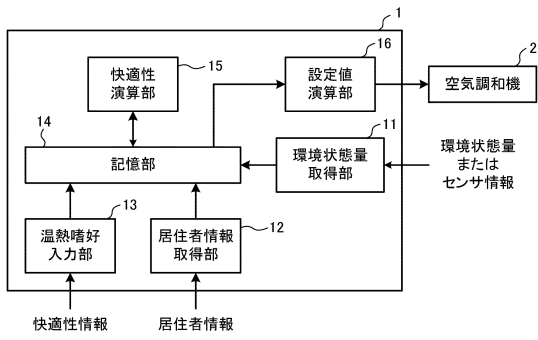 1
15
快適性
演算部
16
設定値
演算部
2
空気調和機
14
記憶部
11
環境状態量
取得部
環境状態量
または
センサ情報
13
温熱嗜好
入力部
12
居住者情報
取得部
快適性情報
居住者情報